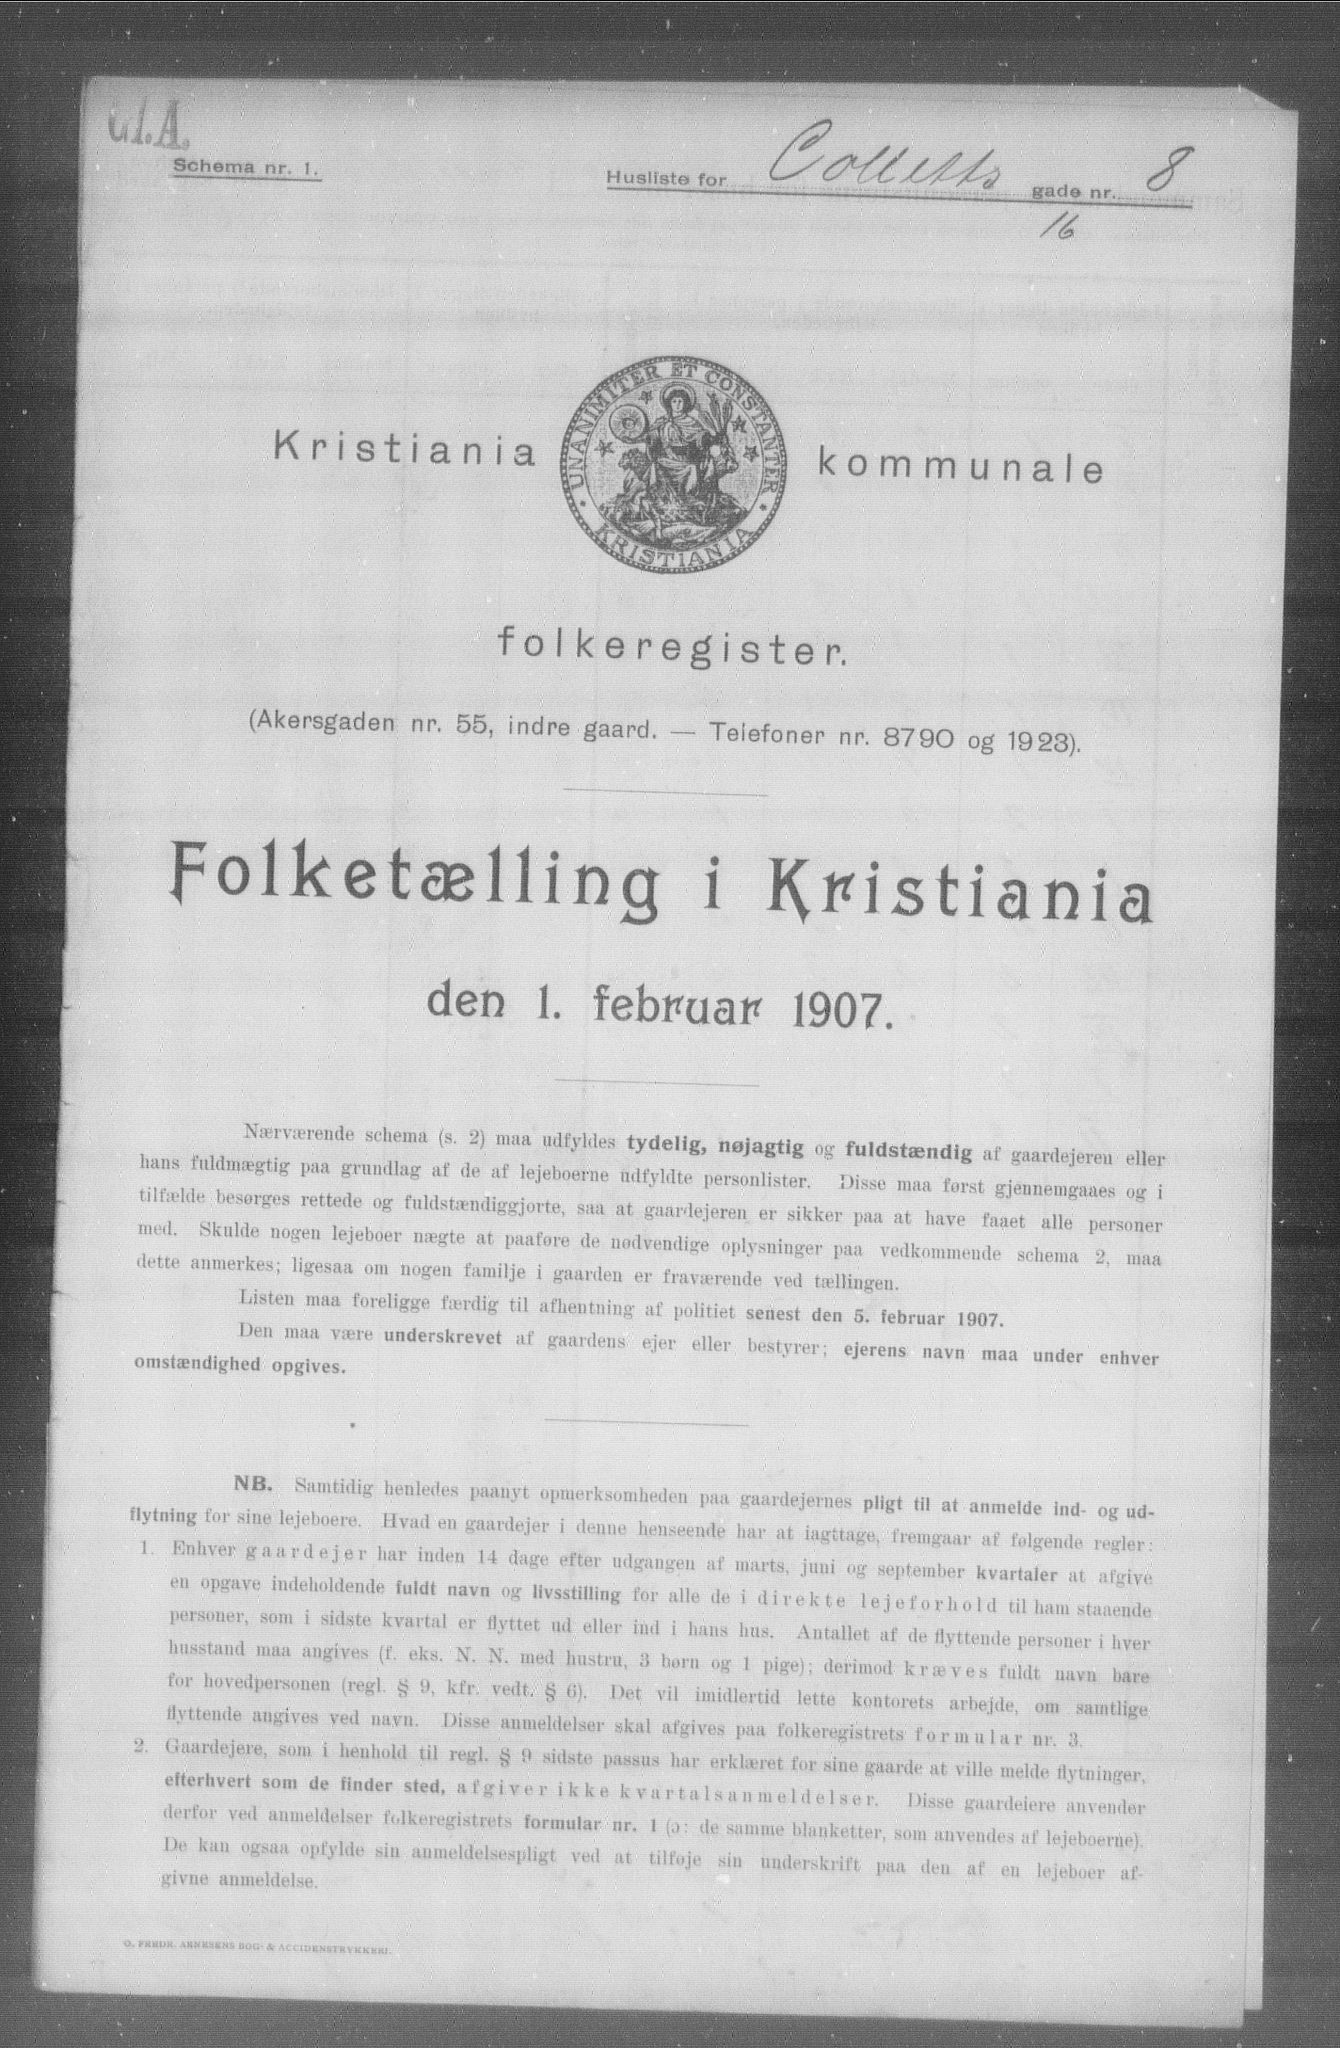 Gl.A.
Schema nr. 1.
Husliste for Colletts gade nr. 8
16
UNANIMITER ET CONSTANTER
KRISTIANIA
Kristiania kommunale
folkeregister.
(Akersgaden nr. 55, indre gaard. — Telefoner nr. 8790 og 1923).
Folketælling i Kristiania
den 1. februar 1907.
Nærværende schema (s. 2) maa udfyldes tydelig, nøjagtig og fuldstændig af gaardejeren eller
hans fuldmægtig paa grundlag af de af lejeboerne udfyldte personlister. Disse maa først gjennemgaaes og i
tilfælde besørges rettede og fuldstændiggjorte, saa at gaardejeren er sikker paa at have faaet alle personer
med. Skulde nogen lejeboer nægte at paaføre de nødvendige oplysninger paa vedkommende schema 2, maa
dette anmerkes; ligesaa om nogen familje i gaarden er fraværende ved tællingen.
Listen maa foreligge færdig til afhentning af politiet senest den 5. februar 1907.
Den maa være underskrevet af gaardens ejer eller bestyrer; ejerens navn maa under enhver
omstændighed opgives.
NB. Samtidig henledes paanyt opmerksomheden paa gaardejernes pligt til at anmelde ind- og ud-
flytning for sine lejeboere. Hvad en gaardejer i denne henseende har at iagttage, fremgaar af følgende regler:
1. Enhver gaardejer har inden 14 dage efter udgangen af marts, juni og september kvartaler at afgive
en opgave indeholdende fuldt navn og livsstilling for alle de i direkte lejeforhold til ham staaende
personer, som i sidste kvartal er flyttet ud eller ind i hans hus. Antallet af de flyttende personer i hver
husstand maa angives (f. eks. N. N. med hustru, 3 børn og 1 pige); derimod kræves fuldt navn bare
for hovedpersonen (regl. § 9, kfr. vedt. § 6). Det vil imidlertid lette kontorets arbejde, om samtlige
flyttende angives ved navn. Disse anmeldelser skal afgives paa folkeregistrets formular nr. 3.
2. Gaardejere, som i henhold til regl. § 9 sidste passus har erklæret for sine gaarde at ville melde flytninger,
efterhvert som de finder sted, afgiver ikke kvartalsanmeldelser. Disse gaardeiere anvender
derfor ved anmeldelser folkeregistrets formular nr. 1 (ɔ: de samme blanketter, som anvendes af lejeboerne).
De kan ogsaa opfylde sin anmeldelsespligt ved at tilføje sin underskrift paa den af en lejeboer af-
givne anmeldelse.
O. FREDR. ARNESENS BOG- & ACCIDENSTRYKKERI.